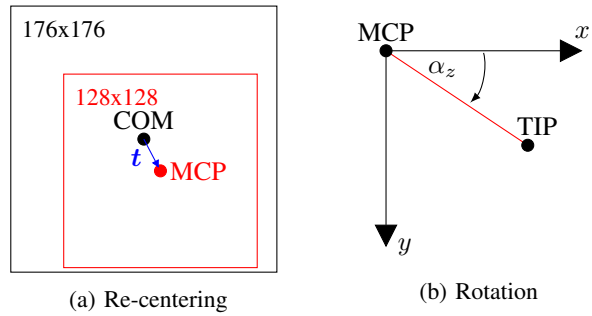 176x176
128x128
COM
t
MCP
(a) Re-centering
MCP
x
α_z
TIP
y
(b) Rotation